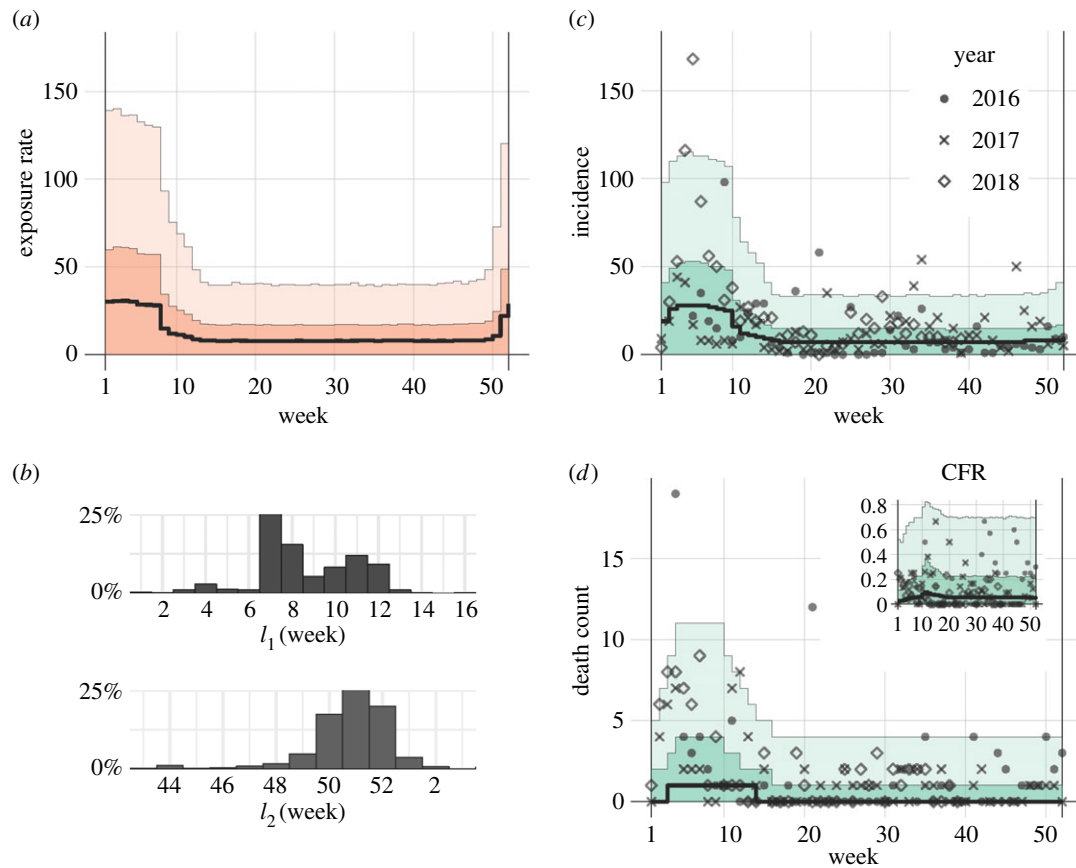 (a)
150
100
50
0
exposure rate
1 10 20 30 40 50
week
(b)
25%
0%
2 4 6 8 10 12 14 16
l1 (week)
25%
0%
44 46 48 50 52 2
l2 (week)
(c)
year
2016
2017
2018
150
100
50
0
incidence
1 10 20 30 40 50
week
(d)
CFR
0.8
0.6
0.4
0.2
0
1 10 20 30 40 50
15
10
5
0
death count
1 10 20 30 40 50
week